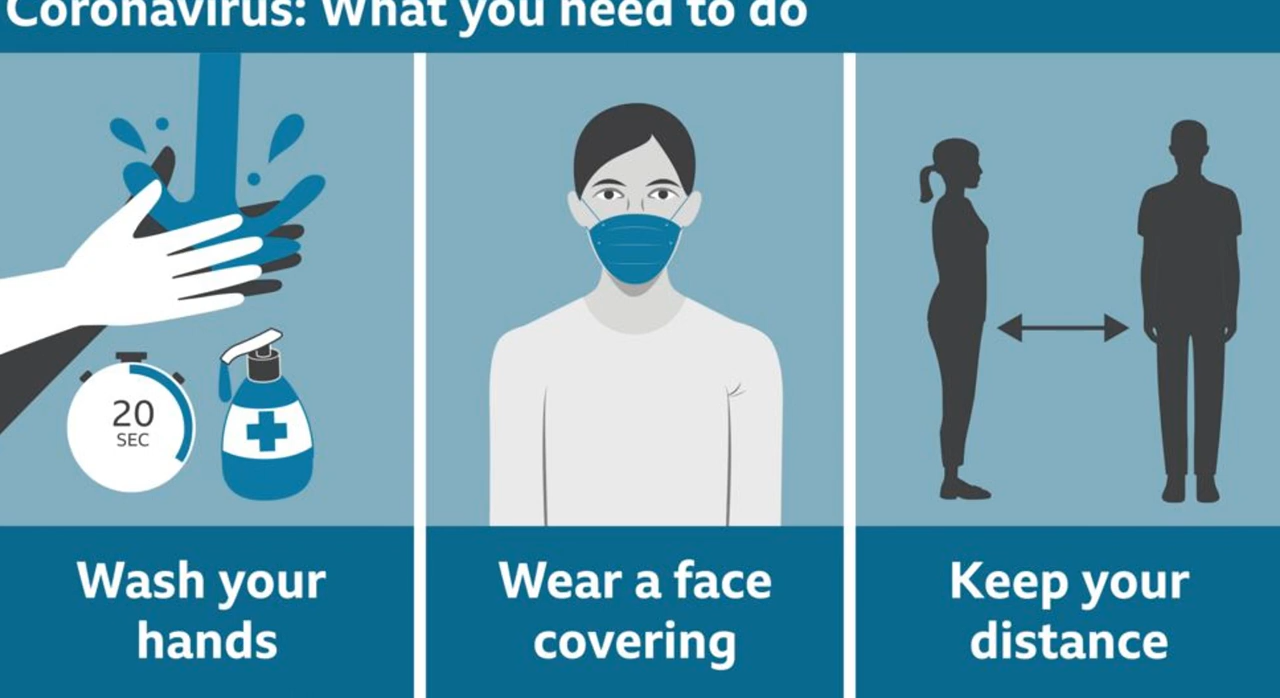 Coronavirus: What you need to do
20
SEC
Wash your
hands
Wear a face
covering
Keep your
distance